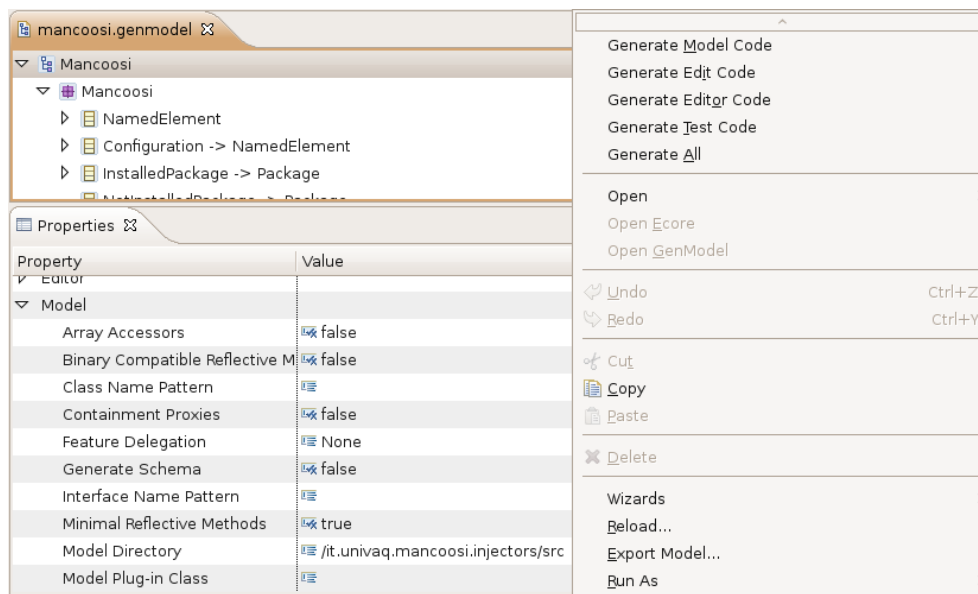 mancoosi.genmodel
Mancoosi
Mancoosi
NamedElement
Configuration -> NamedElement
InstalledPackage -> Package
NotInstalledPackage -> Package
Properties
Property Value
Editor
Model
Array Accessors false
Binary Compatible Reflective M false
Class Name Pattern
Containment Proxies false
Feature Delegation None
Generate Schema false
Interface Name Pattern
Minimal Reflective Methods true
Model Directory /it.univaq.mancoosi.injectors/src
Model Plug-in Class
Generate Model Code
Generate Edit Code
Generate Editor Code
Generate Test Code
Generate All
Open
Open Ecore
Open GenModel
Undo Ctrl+Z
Redo Ctrl+Y
Cut
Copy
Paste
Delete
Wizards
Reload...
Export Model...
Run As